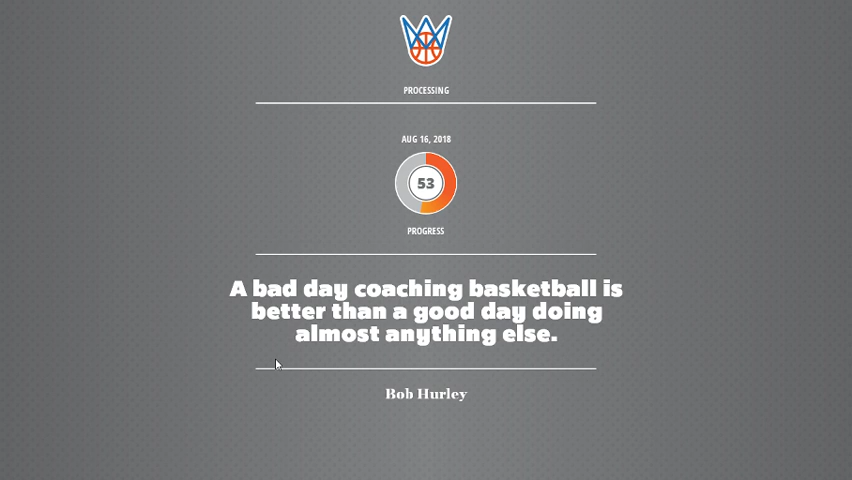 PROCESSING
AUG 16, 2018
53
PROGRESS
A bad day coaching basketball is
better than a good day doing
almost anything else.
Bob Hurley